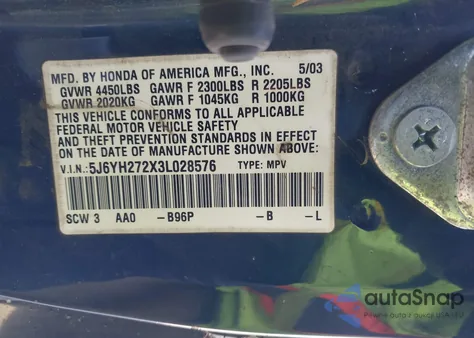 MFD. BY HONDA OF AMERICA MFG., INC. 5/03
GVWR 4450LBS GAWR F 2300LBS R 2205LBS
GVWR 2020KG GAWR F 1045KG R 1000KG
THIS VEHICLE CONFORMS TO ALL APPLICABLE
FEDERAL MOTOR VEHICLE SAFETY
AND THEFT PREVENTION STANDARDS IN EFFECT
ON THE DATE OF MANUFACTURE SHOWN ABOVE.
V.I.N.: 5J6YH272X3L028576 TYPE: MPV
SCW 3 AA0 -B96P -B -L
autoSnap